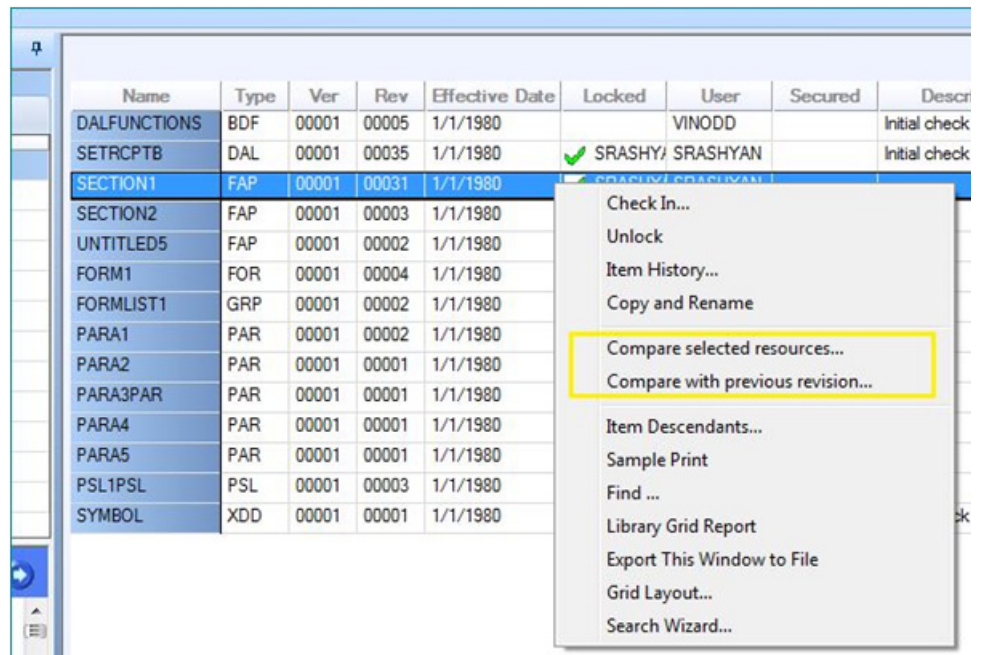 Name Type Ver Rev Effective Date Locked User Secured Descr
DALFUNCTIONS BDF 00001 00005 1/1/1980 VINODD Initial check
SETRCPTB DAL 00001 00035 1/1/1980 SRASHYA SRASHYAN Initial check
SECTION1 FAP 00001 00031 1/1/1980 SRASHYA SRASHYAN
SECTION2 FAP 00001 00003 1/1/1980
UNTITLED5 FAP 00001 00002 1/1/1980
FORM1 FOR 00001 00004 1/1/1980
FORMLIST1 GRP 00001 00002 1/1/1980
PARA1 PAR 00001 00002 1/1/1980
PARA2 PAR 00001 00001 1/1/1980
PARA3PAR PAR 00001 00001 1/1/1980
PARA4 PAR 00001 00001 1/1/1980
PARA5 PAR 00001 00001 1/1/1980
PSL1PSL PSL 00001 00003 1/1/1980
SYMBOL XDD 00001 00001 1/1/1980 ck
Check In...
Unlock
Item History...
Copy and Rename
Compare selected resources...
Compare with previous revision...
Item Descendants...
Sample Print
Find ...
Library Grid Report
Export This Window to File
Grid Layout...
Search Wizard...